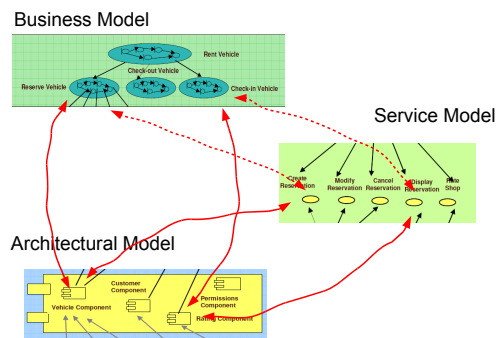 Business Model
Rent Vehicle
Check-out Vehicle
Reserve Vehicle
Check-in Vehicle
Service Model
Create
Reservation
Modify
Reservation
Cancel
Reservation
Display
Reservation
Rate
Shop
Architectural Model
Customer
Component
Permissions
Component
Vehicle Component
Rating Component